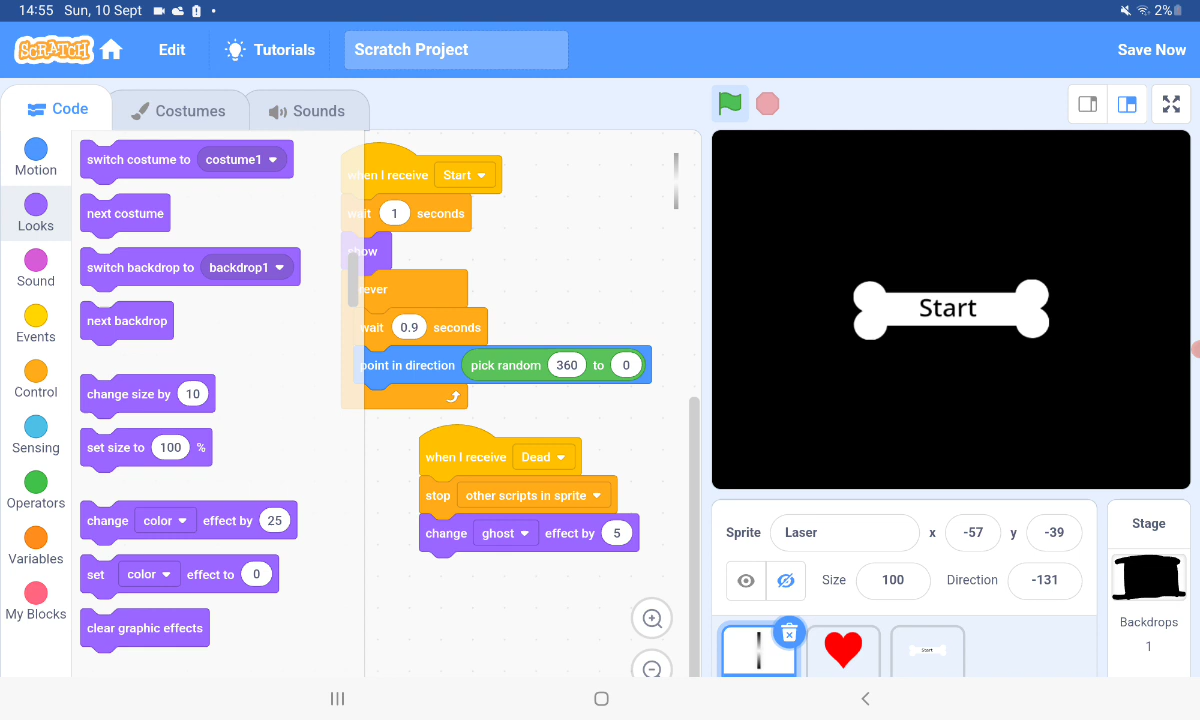 14:55 Sun, 10 Sept 2%
SCRATCH Edit Tutorials Scratch Project Save Now
Code Costumes Sounds
Motion
Looks
Sound
Events
Control
Sensing
Operators
Variables
My Blocks
switch costume to costume1
next costume
switch backdrop to backdrop1
next backdrop
change size by 10
set size to 100 %
change color effect by 25
set color effect to 0
clear graphic effects
when I receive Start
wait 1 seconds
show
rever
wait 0.9 seconds
point in direction pick random 360 to 0
when I receive Dead
stop other scripts in sprite
change ghost effect by 5
Start
Sprite Laser x -57 y -39
Size 100 Direction -131
Start
Stage
Backdrops
1